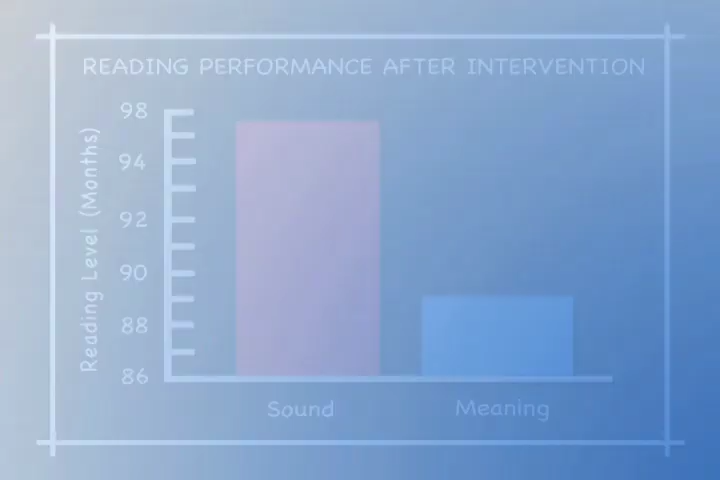 READING PERFORMANCE AFTER INTERVENTION
Reading Level (Months)
98
94
92
90
88
86
Sound
Meaning